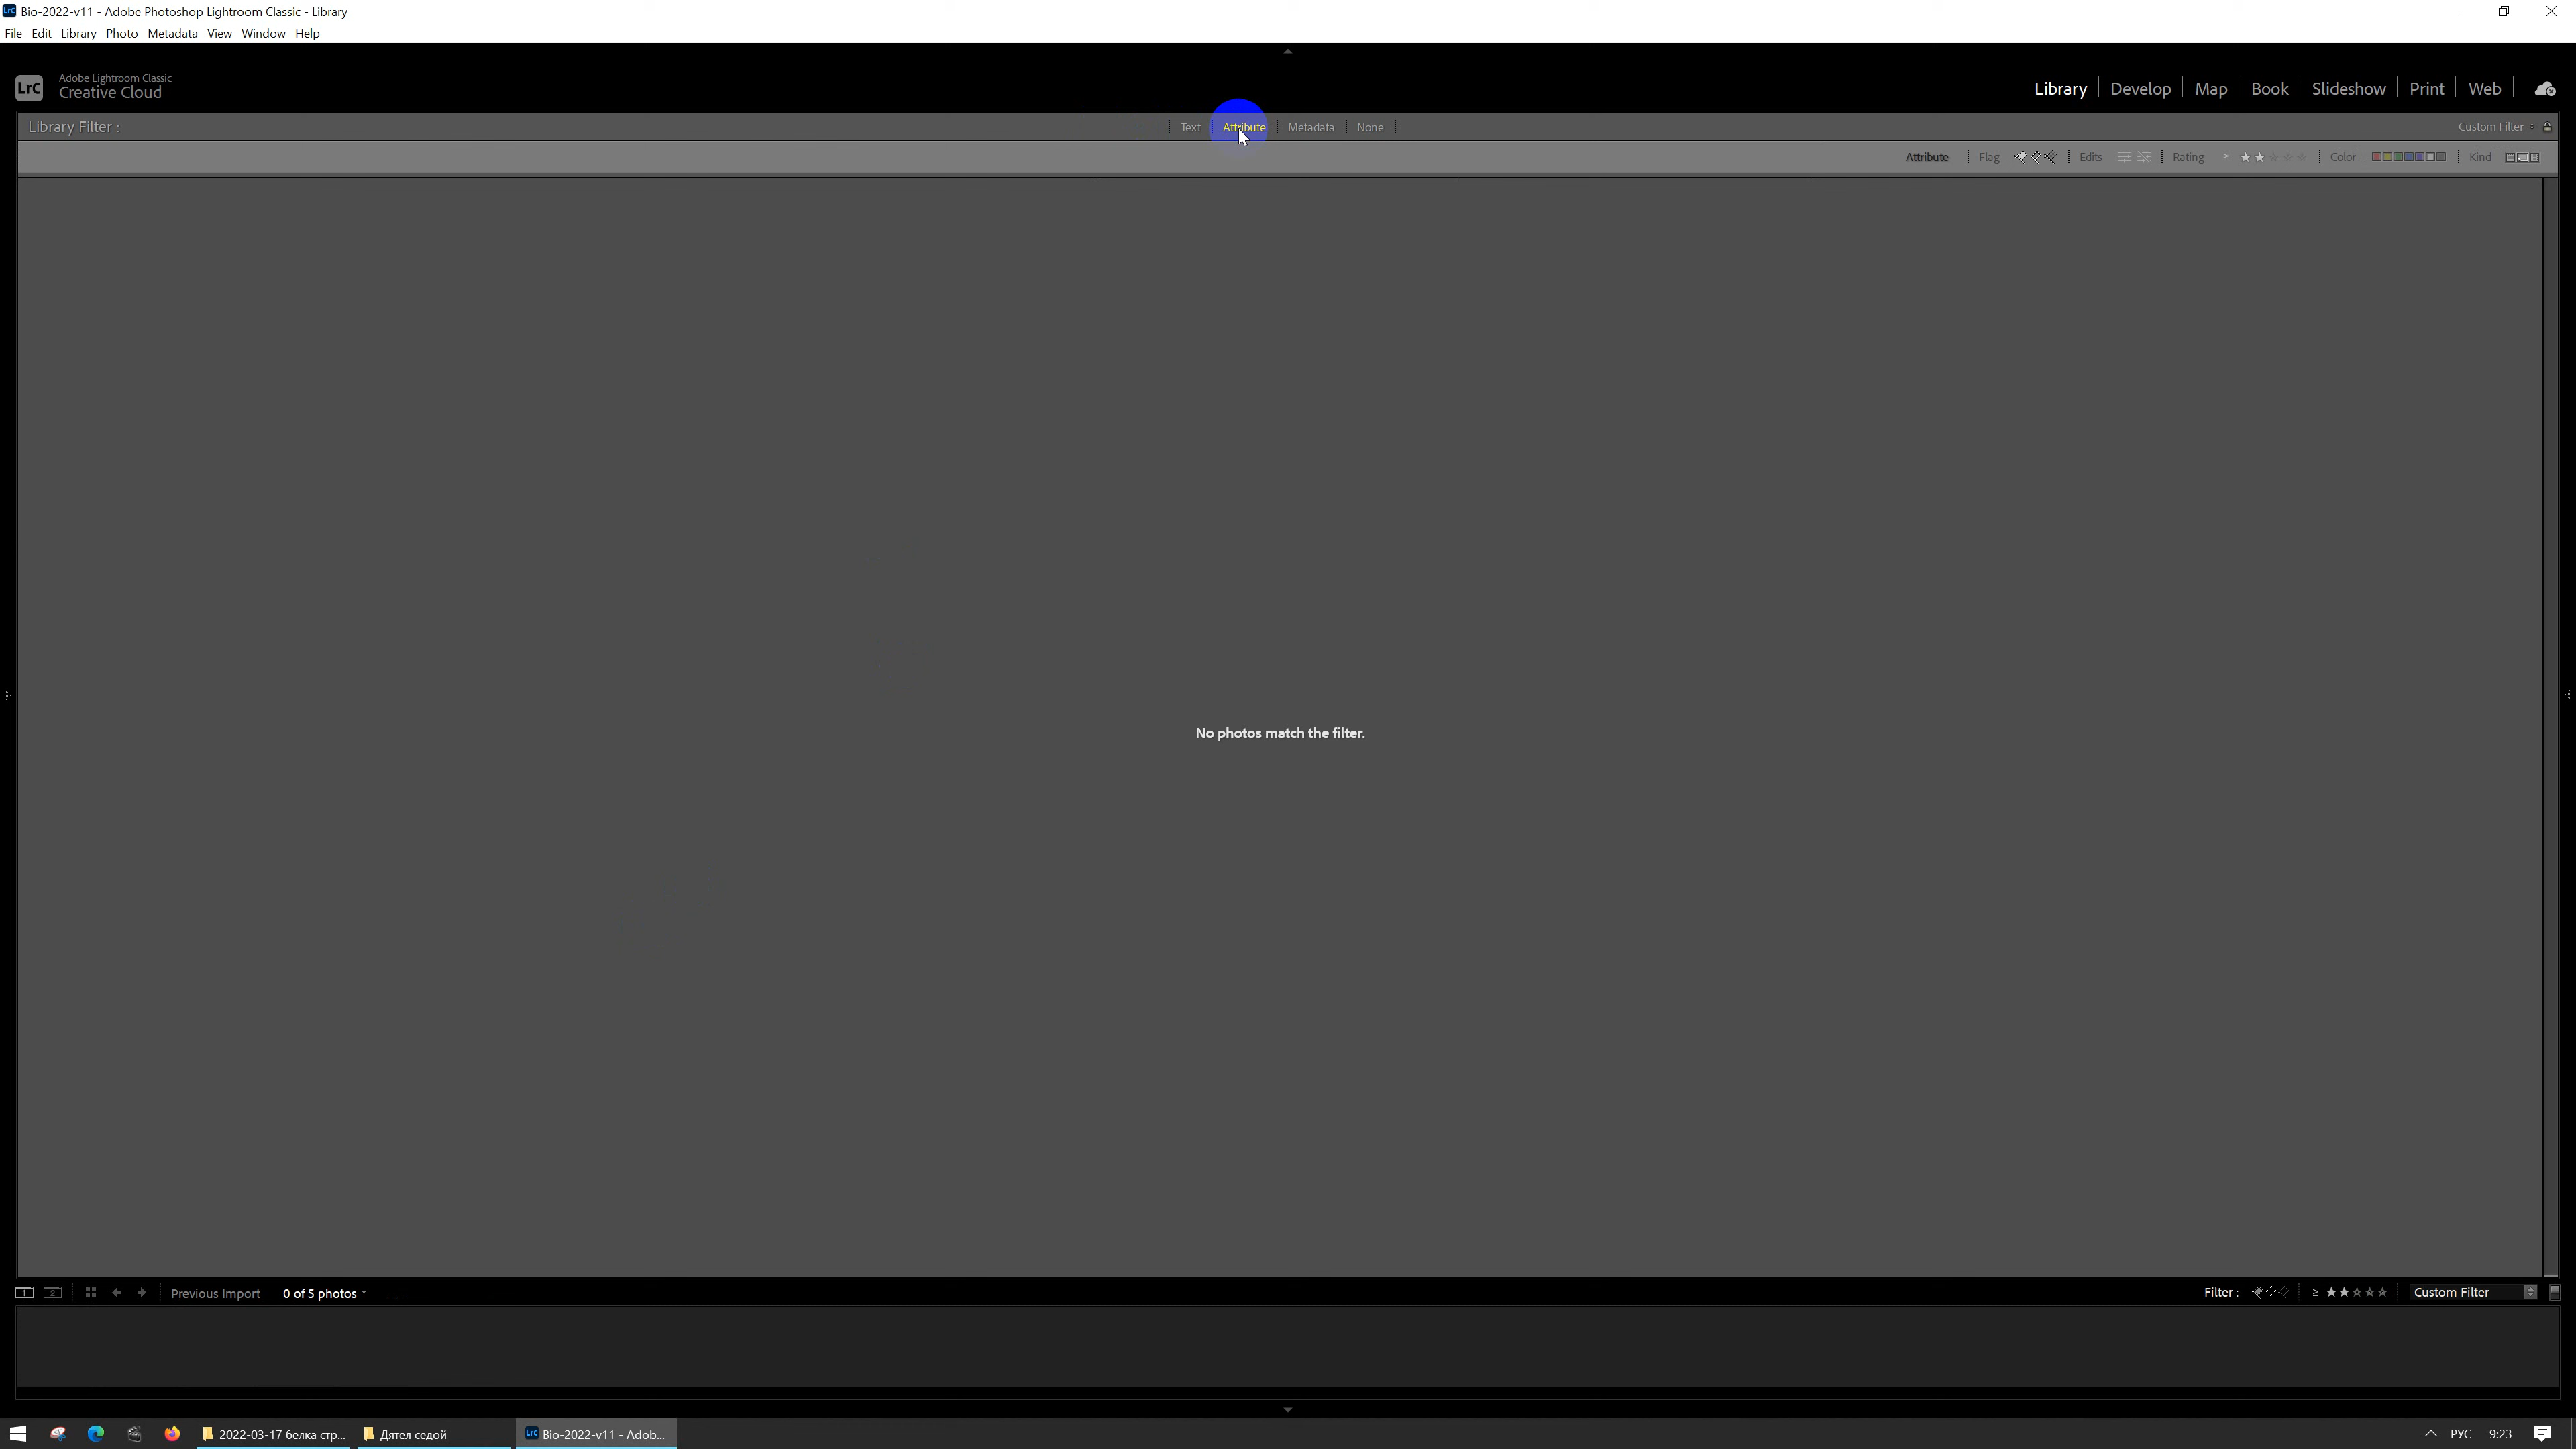 Bio-2022-v11 - Adobe Photoshop Lightroom Classic - Library
File Edit Library Photo Metadata View Window Help
LrC Adobe Lightroom Classic
Creative Cloud
Library Develop Map Book Slideshow Print Web
Library Filter : Text Attribute Metadata None Custom Filter
Attribute Flag Edits Rating ≥ Color Kind
No photos match the filter.
1 2 Previous Import 0 of 5 photos Filter : ≥ Custom Filter
2022-03-17 белка стр... Дятел седой Bio-2022-v11 - Adob... РУС 9:23